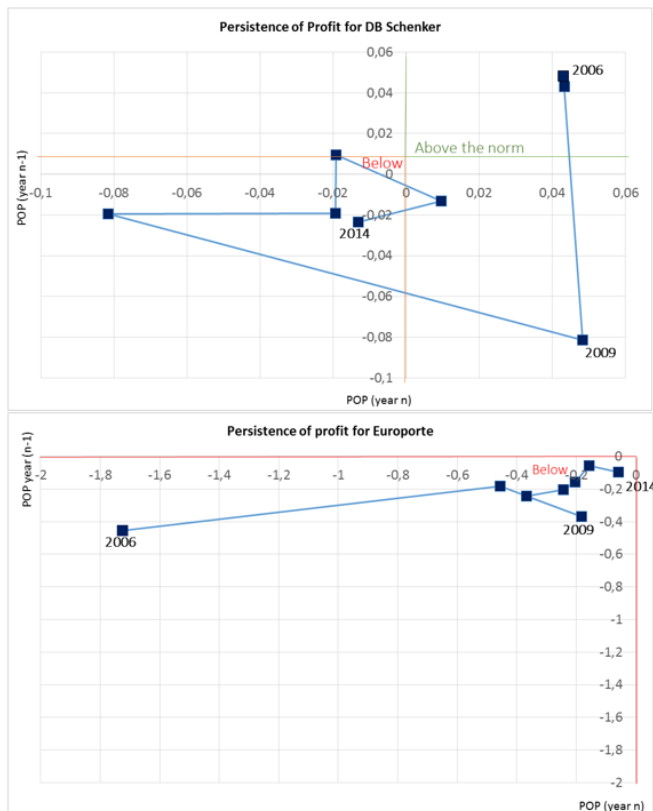 Persistence of Profit for DB Schenker
0,06
2006
0,04
0,02
Above the norm
Below
0
-0,1 -0,08 -0,06 -0,04 -0,02 0 0,02 0,04 0,06
-0,02
2014
-0,04
-0,06
-0,08
2009
-0,1
POP (year n-1)
POP (year n)
Persistence of profit for Europorte
0
-2 -1,8 -1,6 -1,4 -1,2 -1 -0,8 -0,6 -0,4 -0,2 0
Below
-0,2
2014
-0,4
2006
2009
-0,6
-0,8
-1
-1,2
-1,4
-1,6
-1,8
-2
POP year (n-1)
POP (year n)